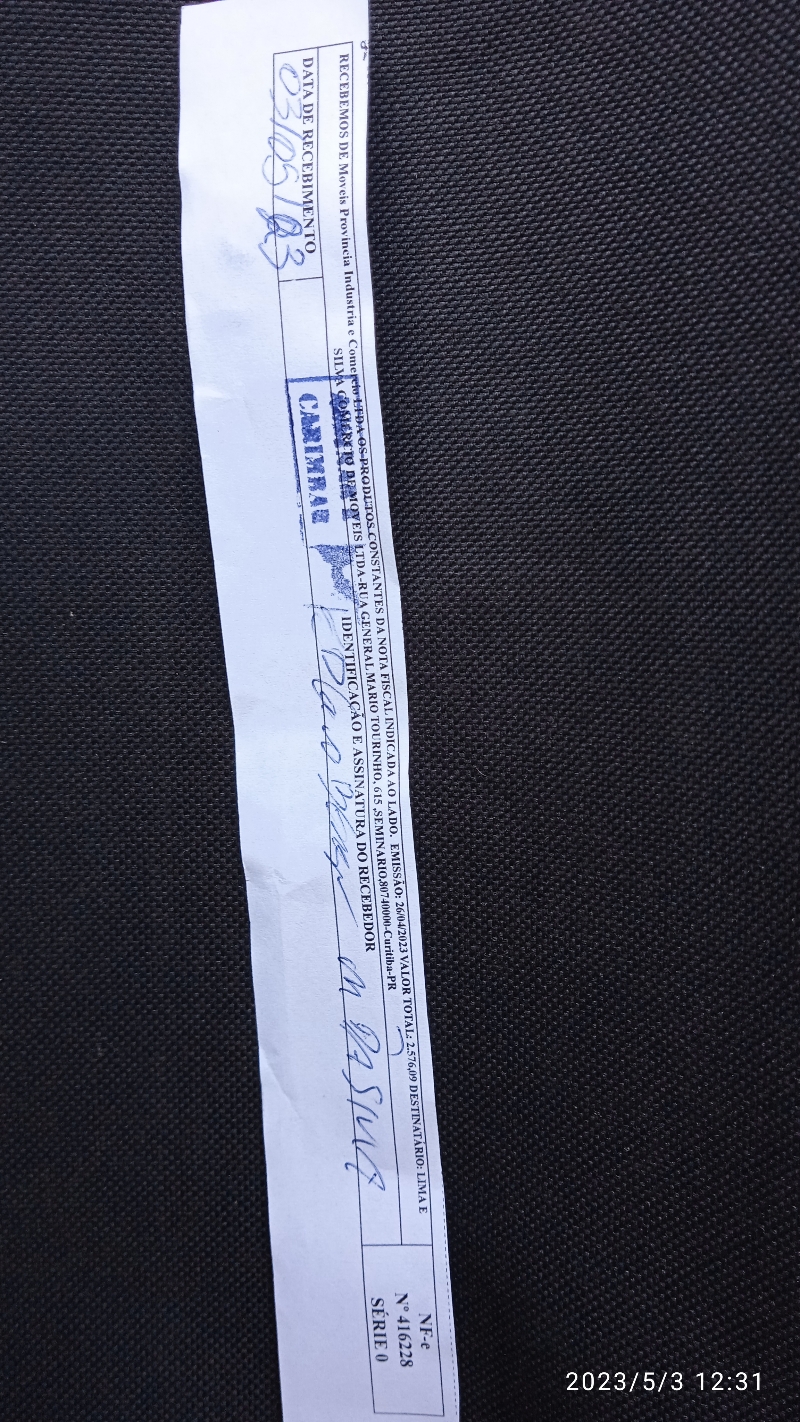 RECEBEMOS DE Moveis Provincia Industria e Comercio LTDA OS PRODUTOS CONSTANTES DA NOTA FISCAL INDICADA AO LADO. EMISSÃO: 26/04/2023 VALOR TOTAL: 2.576,09 DESTINATÁRIO: LIMA E
SILVA COMERCIO DE MOVEIS LTDA-RUA GENERAL MARIO TOURINHO, 615 ,SEMINARIO,80740000-Curitiba-PR
DATA DE RECEBIMENTO
03/05/23
IDENTIFICAÇÃO E ASSINATURA DO RECEBEDOR
CARIMBAR
NF-e
Nº 416228
SÉRIE 0
2023/5/3 12:31